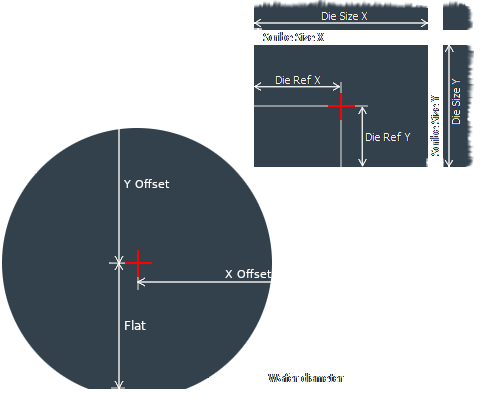 Die Size X
Scribe Size X
Die Ref X
Die Ref Y
Scribe Size Y
Die Size Y
Y Offset
X Offset
Flat
Wafer diameter